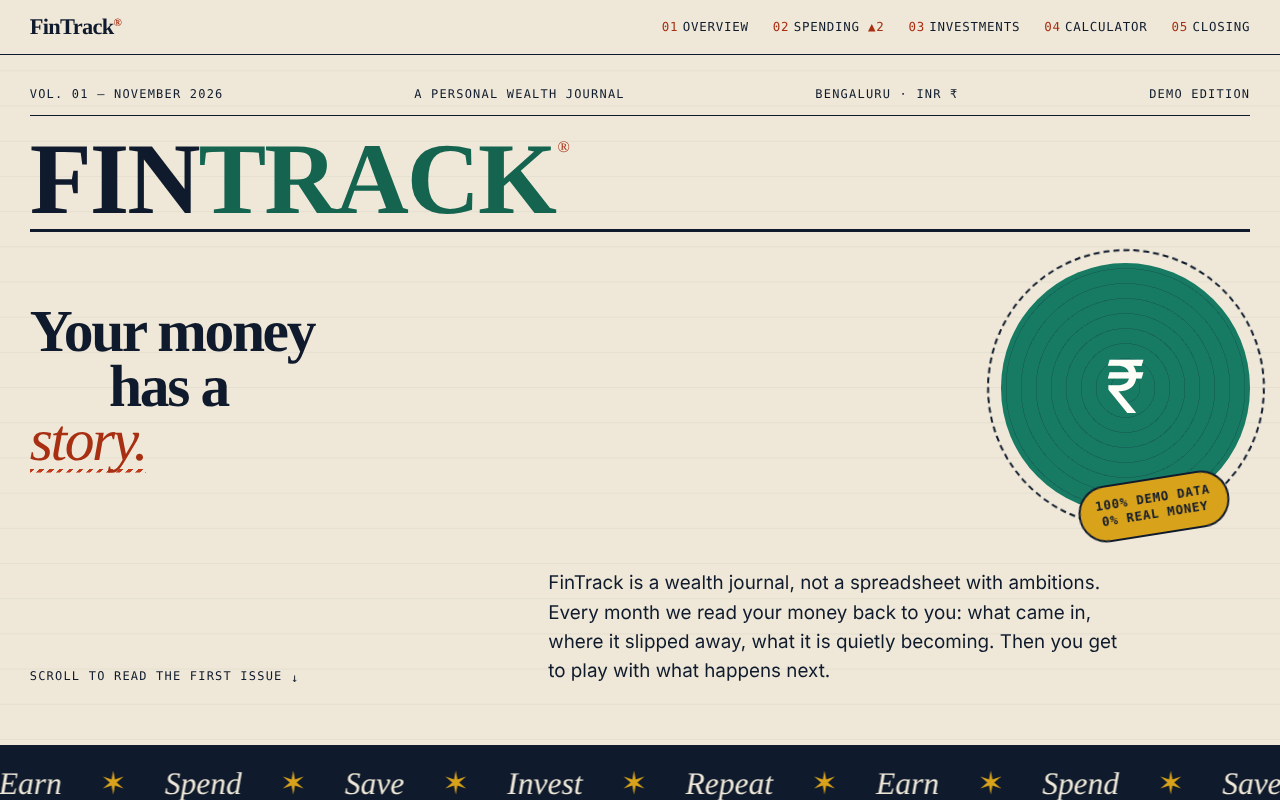 FinTrack®
01 OVERVIEW 02 SPENDING ▲2 03 INVESTMENTS 04 CALCULATOR 05 CLOSING
VOL. 01 — NOVEMBER 2026 A PERSONAL WEALTH JOURNAL BENGALURU · INR ₹ DEMO EDITION
FINTRACK®
Your money
has a
story.
₹
100% DEMO DATA
0% REAL MONEY
FinTrack is a wealth journal, not a spreadsheet with ambitions.
Every month we read your money back to you: what came in,
where it slipped away, what it is quietly becoming. Then you get
to play with what happens next.
SCROLL TO READ THE FIRST ISSUE ↓
Earn ✶ Spend ✶ Save ✶ Invest ✶ Repeat ✶ Earn ✶ Spend ✶ Save